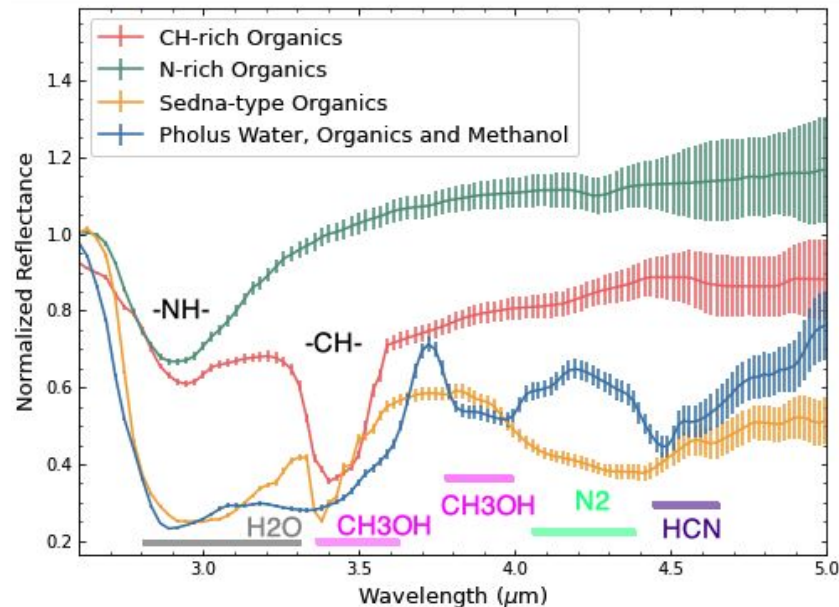 CH-rich Organics
N-rich Organics
Sedna-type Organics
Pholus Water, Organics and Methanol
Normalized Reflectance
1.4
1.2
1.0
0.8
0.6
0.4
0.2
-NH-
-CH-
CH3OH
N2
H2O
CH3OH
HCN
3.0
3.5
4.0
4.5
5.0
Wavelength (μm)